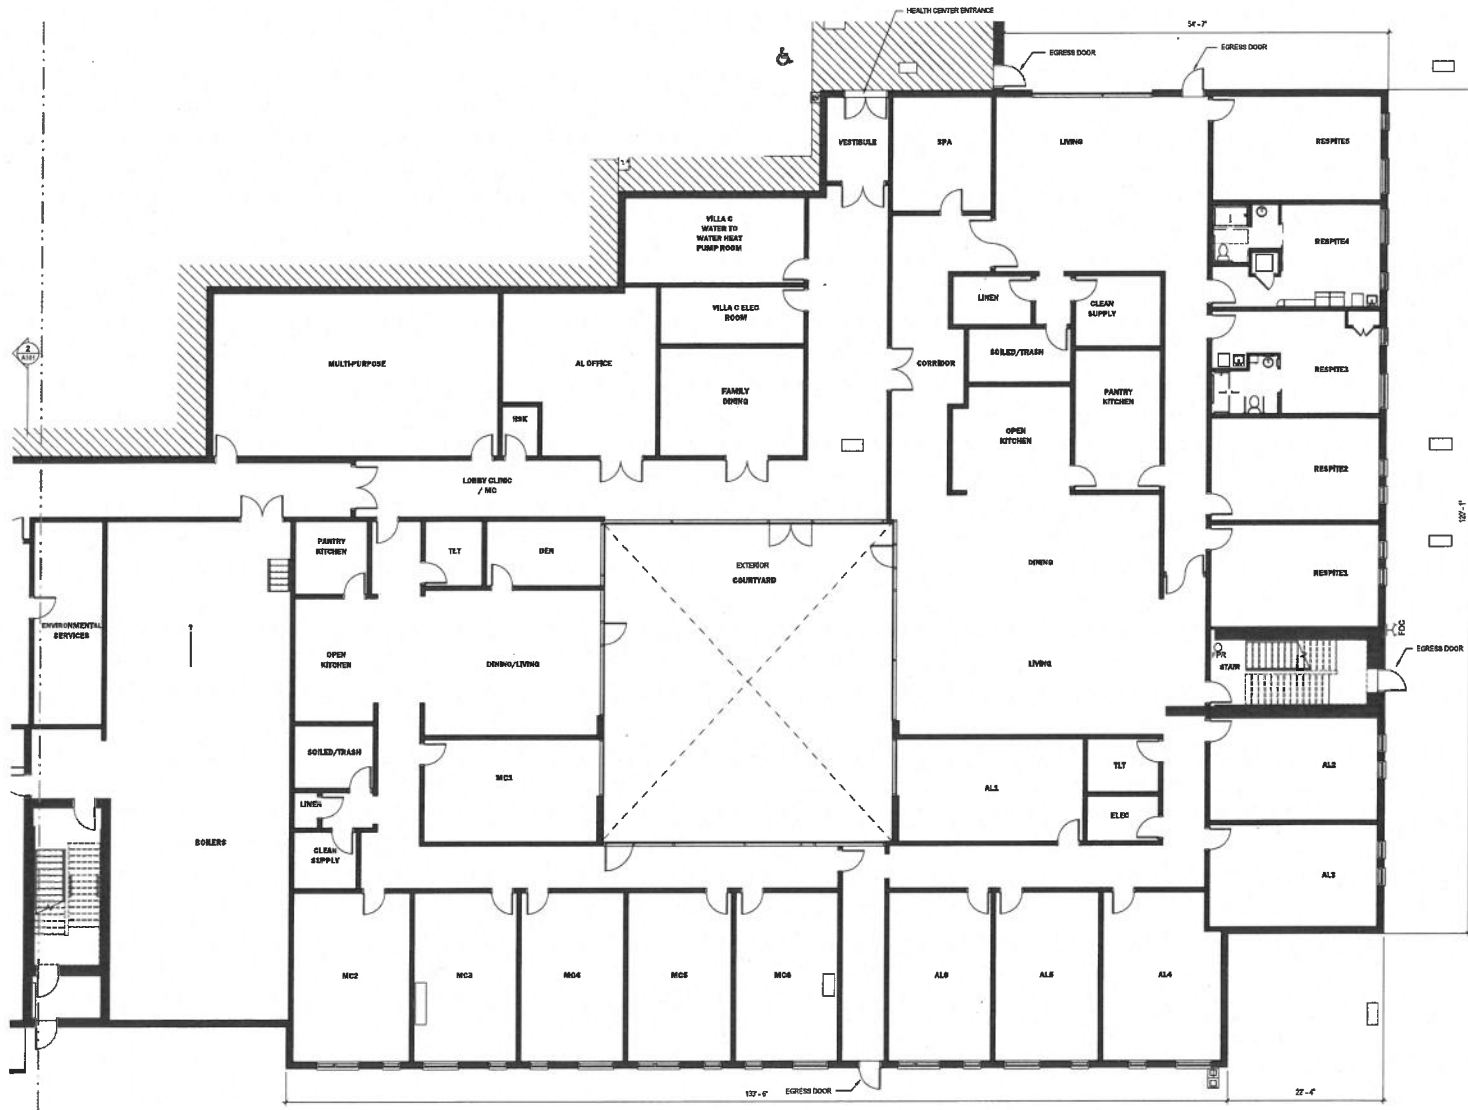 HEALTH CENTER ENTRANCE
54'-7"
EGRESS DOOR
EGRESS DOOR
VESTIBULE
SPA
LIVING
RESPITE5
VILLA C
WATER TO
WATER HEAT
PUMP ROOM
RESPITE4
LINEN
CLEAN
SUPPLY
VILLA C ELEC
ROOM
2
A301
MULTI-PURPOSE
AL OFFICE
SOILED/TRASH
CORRIDOR
RESPITE3
FAMILY
DINING
PANTRY
KITCHEN
HSK
OPEN
KITCHEN
RESPITE2
LOBBY CLINIC
/ MC
PANTRY
KITCHEN
TLT
DEN
EXTERIOR
COURTYARD
DINING
RESPITE1
ENVIRONMENTAL
SERVICES
?
FDC
OPEN
KITCHEN
DINING/LIVING
LIVING
STAIR
EGRESS DOOR
SOILED/TRASH
MC1
TLT
AL2
LINEN
AL1
ELEC
BOILERS
CLEAN
SUPPLY
AL3
MC2
MC3
MC4
MC5
MC6
AL6
AL5
AL4
EGRESS DOOR
22'-4"